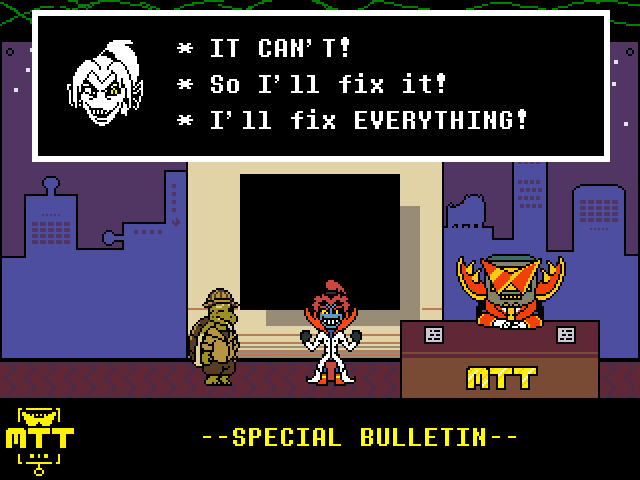 * IT CAN'T!
* So I'll fix it!
* I'll fix EVERYTHING!
MTT
MTT
--SPECIAL BULLETIN--